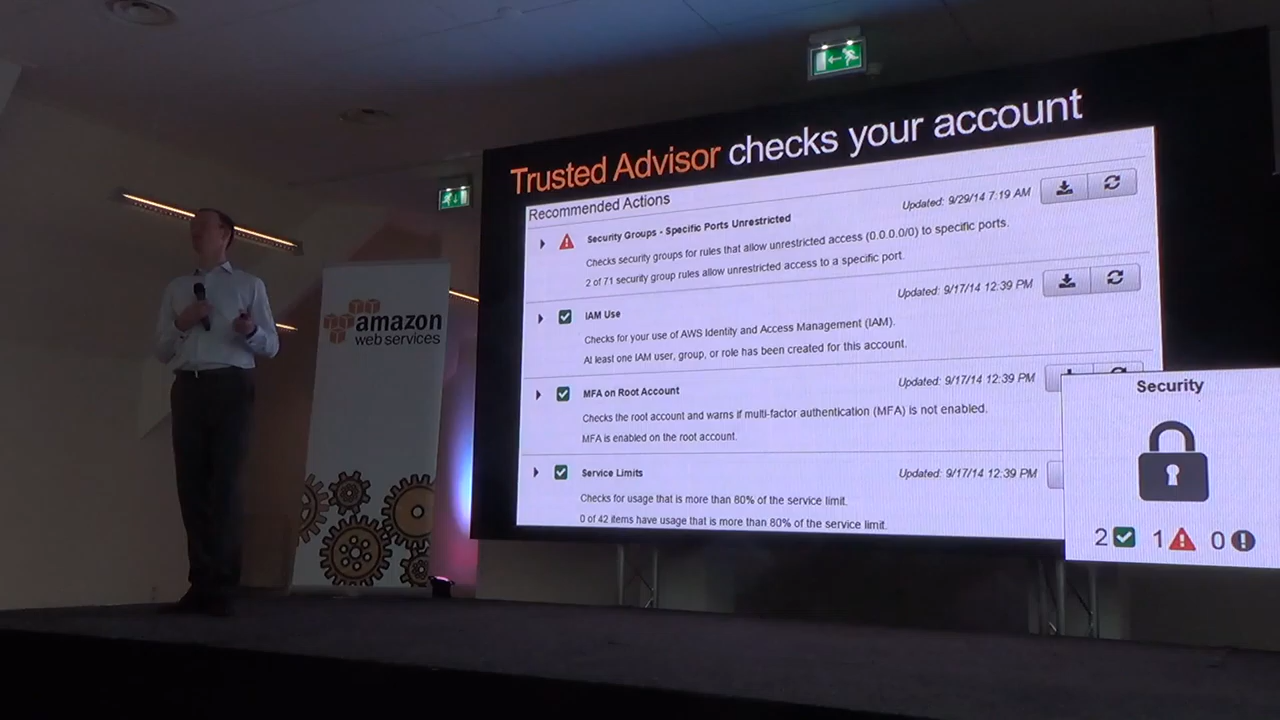 Trusted Advisor checks your account
Recommended Actions
Security Groups - Specific Ports Unrestricted
Updated: 9/29/14 7:19 AM
Checks security groups for rules that allow unrestricted access (0.0.0.0/0) to specific ports.
2 of 71 security group rules allow unrestricted access to a specific port.
IAM Use
Updated: 9/17/14 12:39 PM
Checks for your use of AWS Identity and Access Management (IAM).
At least one IAM user, group, or role has been created for this account.
MFA on Root Account
Updated: 9/17/14 12:39 PM
Checks the root account and warns if multi-factor authentication (MFA) is not enabled.
MFA is enabled on the root account.
Service Limits
Updated: 9/17/14 12:39 PM
Checks for usage that is more than 80% of the service limit.
0 of 42 items have usage that is more than 80% of the service limit.
Security
2 1 0
amazon
web services